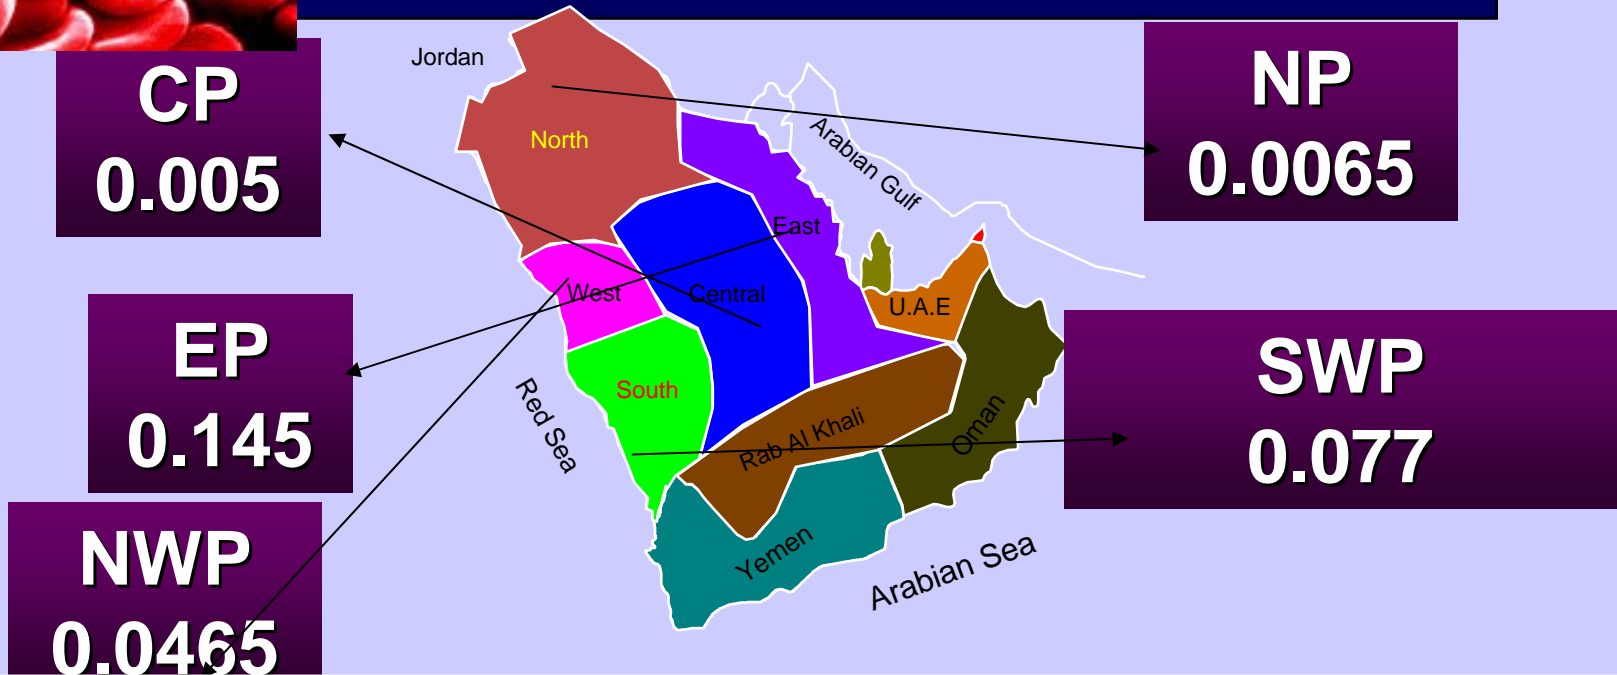 CP
0.005
Jordan
NP
0.0065
North
Arabian Gulf
East
EP
0.145
West
Central
U.A.E
SWP
0.077
South
Red Sea
Rab Al Khali
Oman
NWP
0.0465
Yemen
Arabian Sea